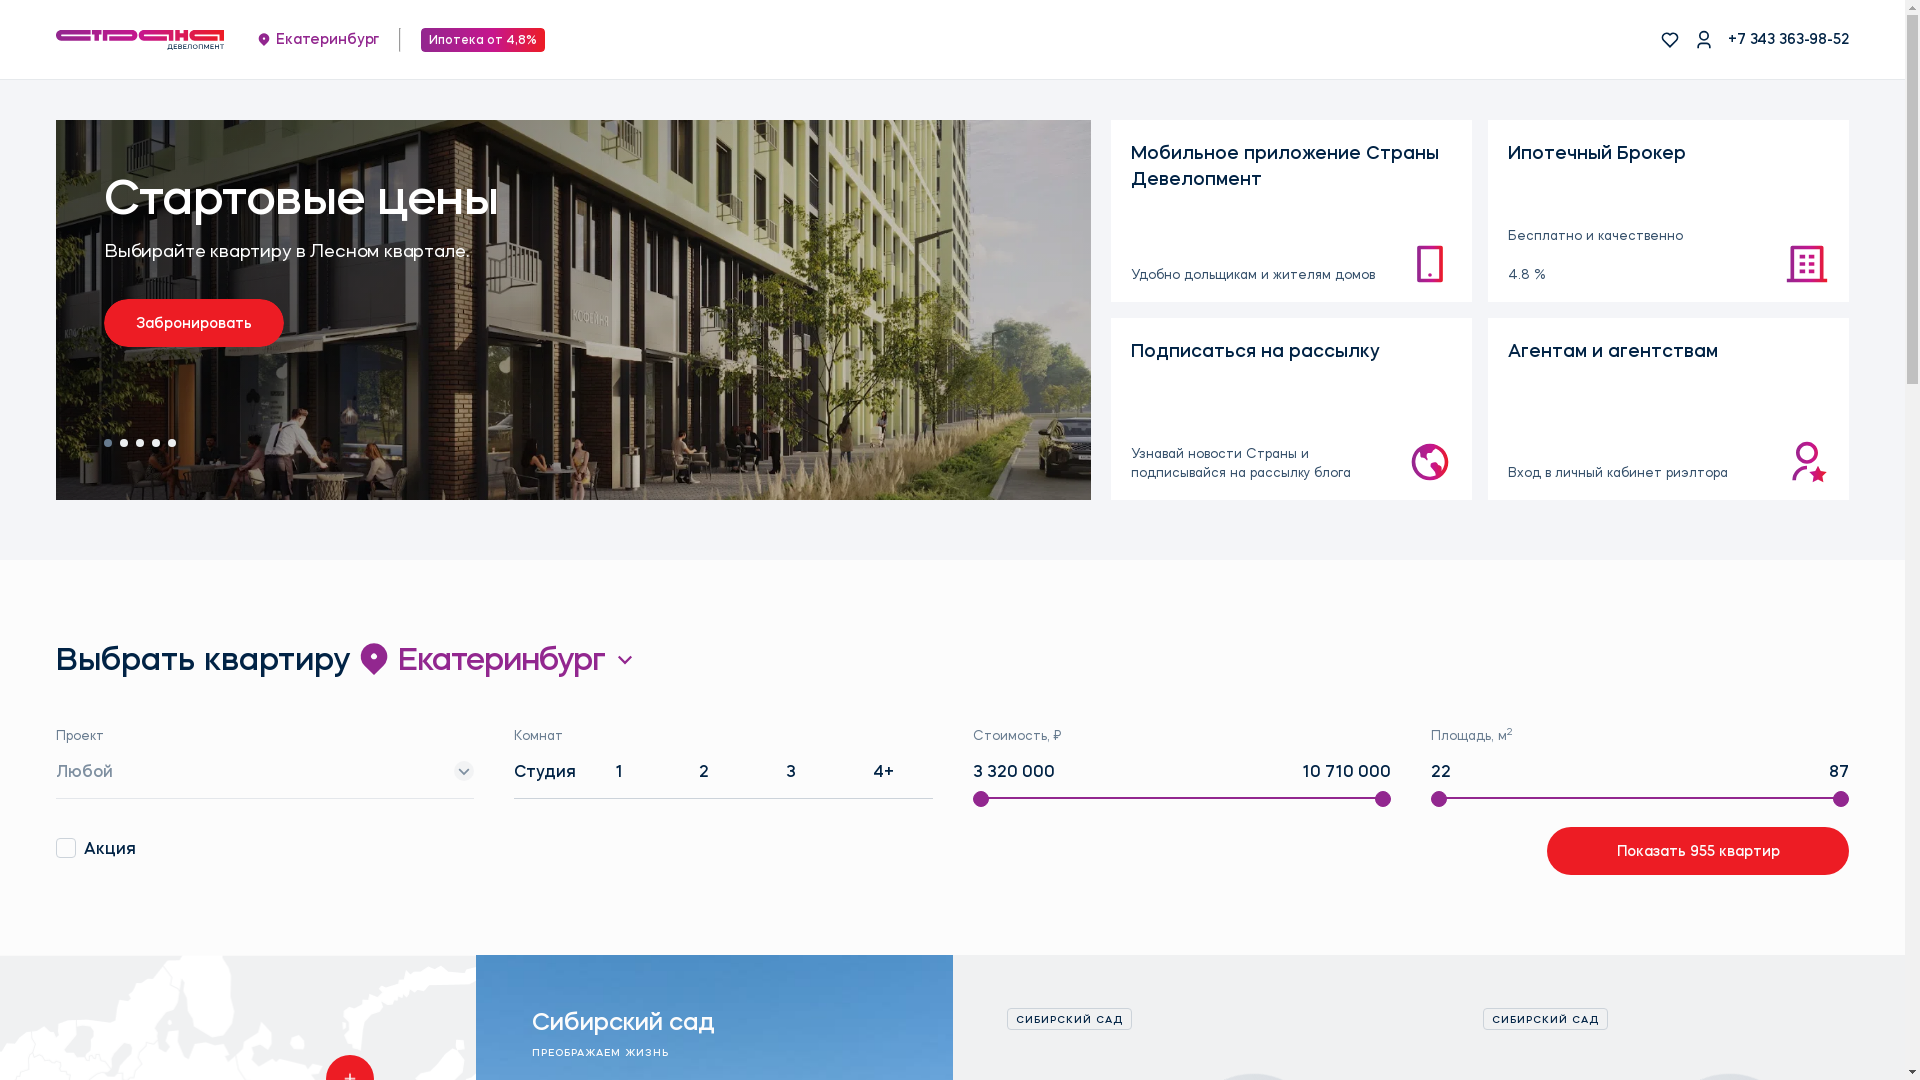 Страна
ДЕВЕЛОПМЕНТ
Екатеринбург
Ипотека от 4,8%
+7 343 363-98-52
Стартовые цены
Выбирайте квартиру в Лесном квартале.
Забронировать
КОФЕЙНЯ
Мобильное приложение Страны
Девелопмент
Удобно дольщикам и жителям домов
Ипотечный Брокер
Бесплатно и качественно
4.8 %
Подписаться на рассылку
Узнавай новости Страны и
подписывайся на рассылку блога
Агентам и агентствам
Вход в личный кабинет риэлтора
Выбрать квартиру Екатеринбург
Проект
Любой
Комнат
Студия 1 2 3 4+
Стоимость, ₽
3 320 000 10 710 000
Площадь, м2
22 87
Акция
Показать 955 квартир
Сибирский сад
ПРЕОБРАЖАЕМ ЖИЗНЬ
СИБИРСКИЙ САД
СИБИРСКИЙ САД